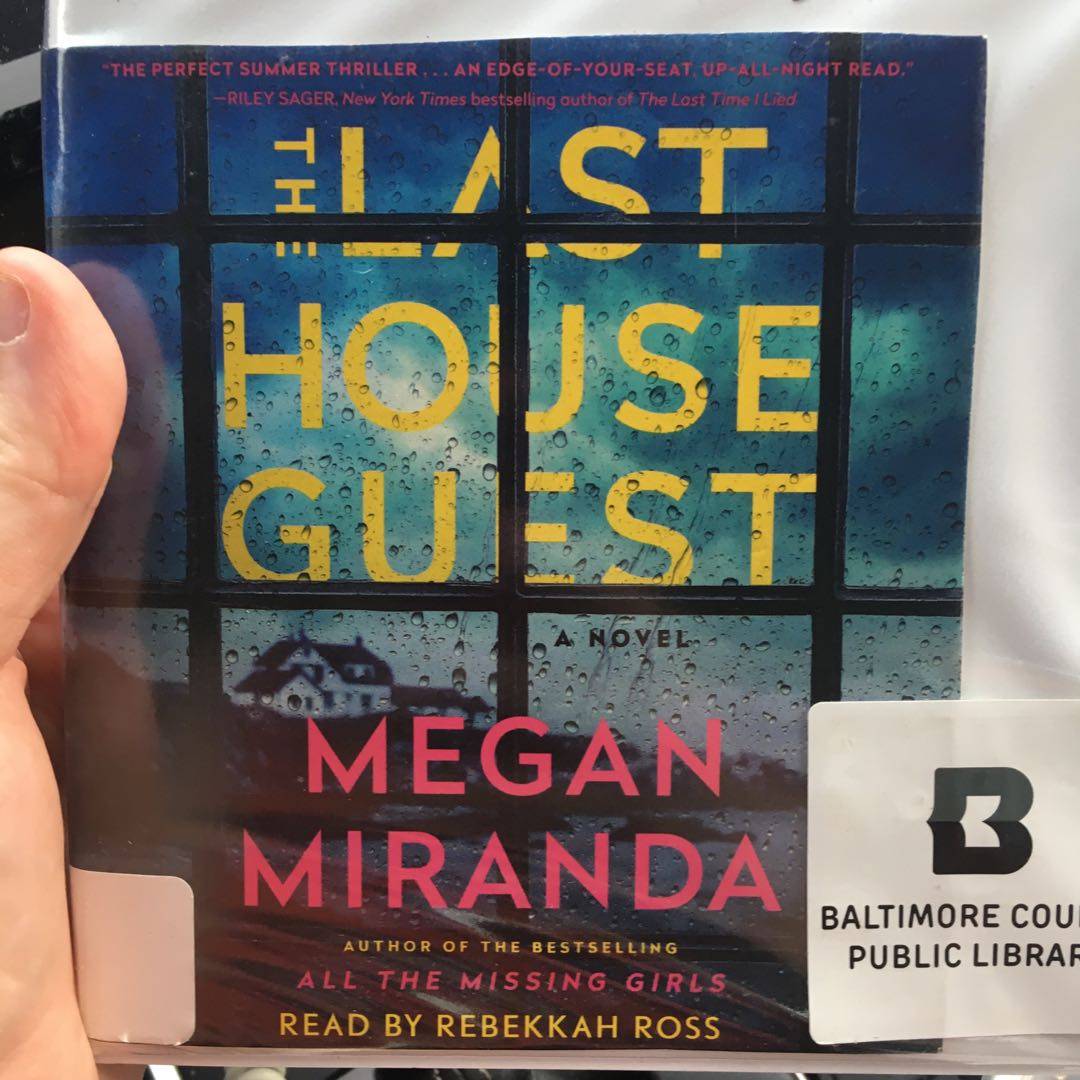 "THE PERFECT SUMMER THRILLER . . . AN EDGE-OF-YOUR-SEAT, UP-ALL-NIGHT READ."
—RILEY SAGER, New York Times bestselling author of The Last Time I Lied
THE LAST
HOUSE
GUEST
A NOVEL
MEGAN
MIRANDA
AUTHOR OF THE BESTSELLING
ALL THE MISSING GIRLS
READ BY REBEKKAH ROSS
B
BALTIMORE COU
PUBLIC LIBRAR